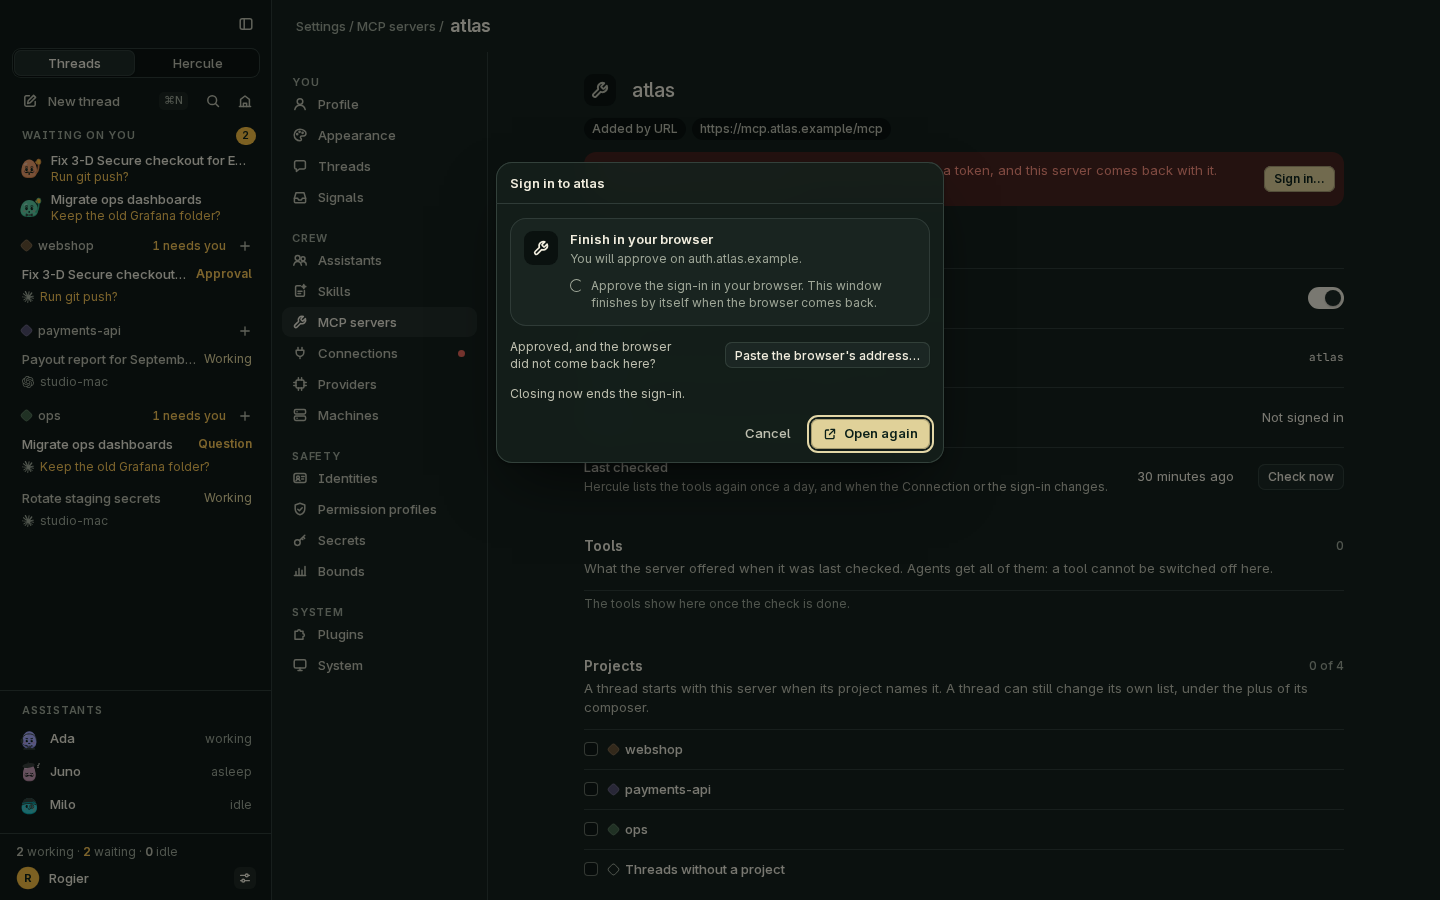 Threads
Hercule
New thread
⌘N
WAITING ON YOU
2
Fix 3-D Secure checkout for E…
Run git push?
Migrate ops dashboards
Keep the old Grafana folder?
webshop
1 needs you
Fix 3-D Secure checkout…
Approval
Run git push?
payments-api
Payout report for Septemb…
Working
studio-mac
ops
1 needs you
Migrate ops dashboards
Question
Keep the old Grafana folder?
Rotate staging secrets
Working
studio-mac
ASSISTANTS
Ada
working
Juno
asleep
Milo
idle
2 working · 2 waiting · 0 idle
R
Rogier
Settings / MCP servers / atlas
YOU
Profile
Appearance
Threads
Signals
CREW
Assistants
Skills
MCP servers
Connections
Providers
Machines
SAFETY
Identities
Permission profiles
Secrets
Bounds
SYSTEM
Plugins
System
atlas
Added by URL
https://mcp.atlas.example/mcp
a token, and this server comes back with it.
Sign in…
Sign in to atlas
Finish in your browser
You will approve on auth.atlas.example.
Approve the sign-in in your browser. This window
finishes by itself when the browser comes back.
Approved, and the browser
did not come back here?
Paste the browser's address…
Closing now ends the sign-in.
Cancel
Open again
atlas
Not signed in
Last checked
Hercule lists the tools again once a day, and when the Connection or the sign-in changes.
30 minutes ago
Check now
Tools
0
What the server offered when it was last checked. Agents get all of them: a tool cannot be switched off here.
The tools show here once the check is done.
Projects
0 of 4
A thread starts with this server when its project names it. A thread can still change its own list, under the plus of its
composer.
webshop
payments-api
ops
Threads without a project